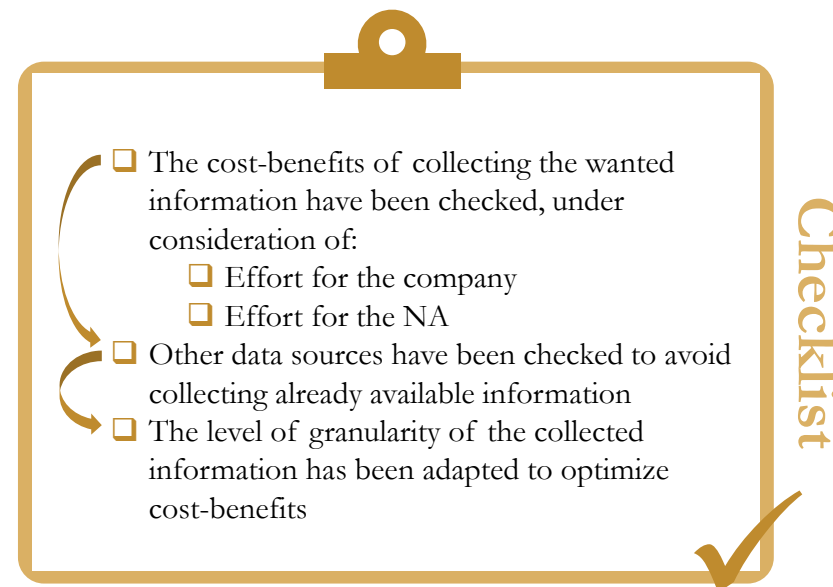 The cost-benefits of collecting the wanted
information have been checked, under
consideration of:
Effort for the company
Effort for the NA
Other data sources have been checked to avoid
collecting already available information
The level of granularity of the collected
information has been adapted to optimize
cost-benefits
Checklist